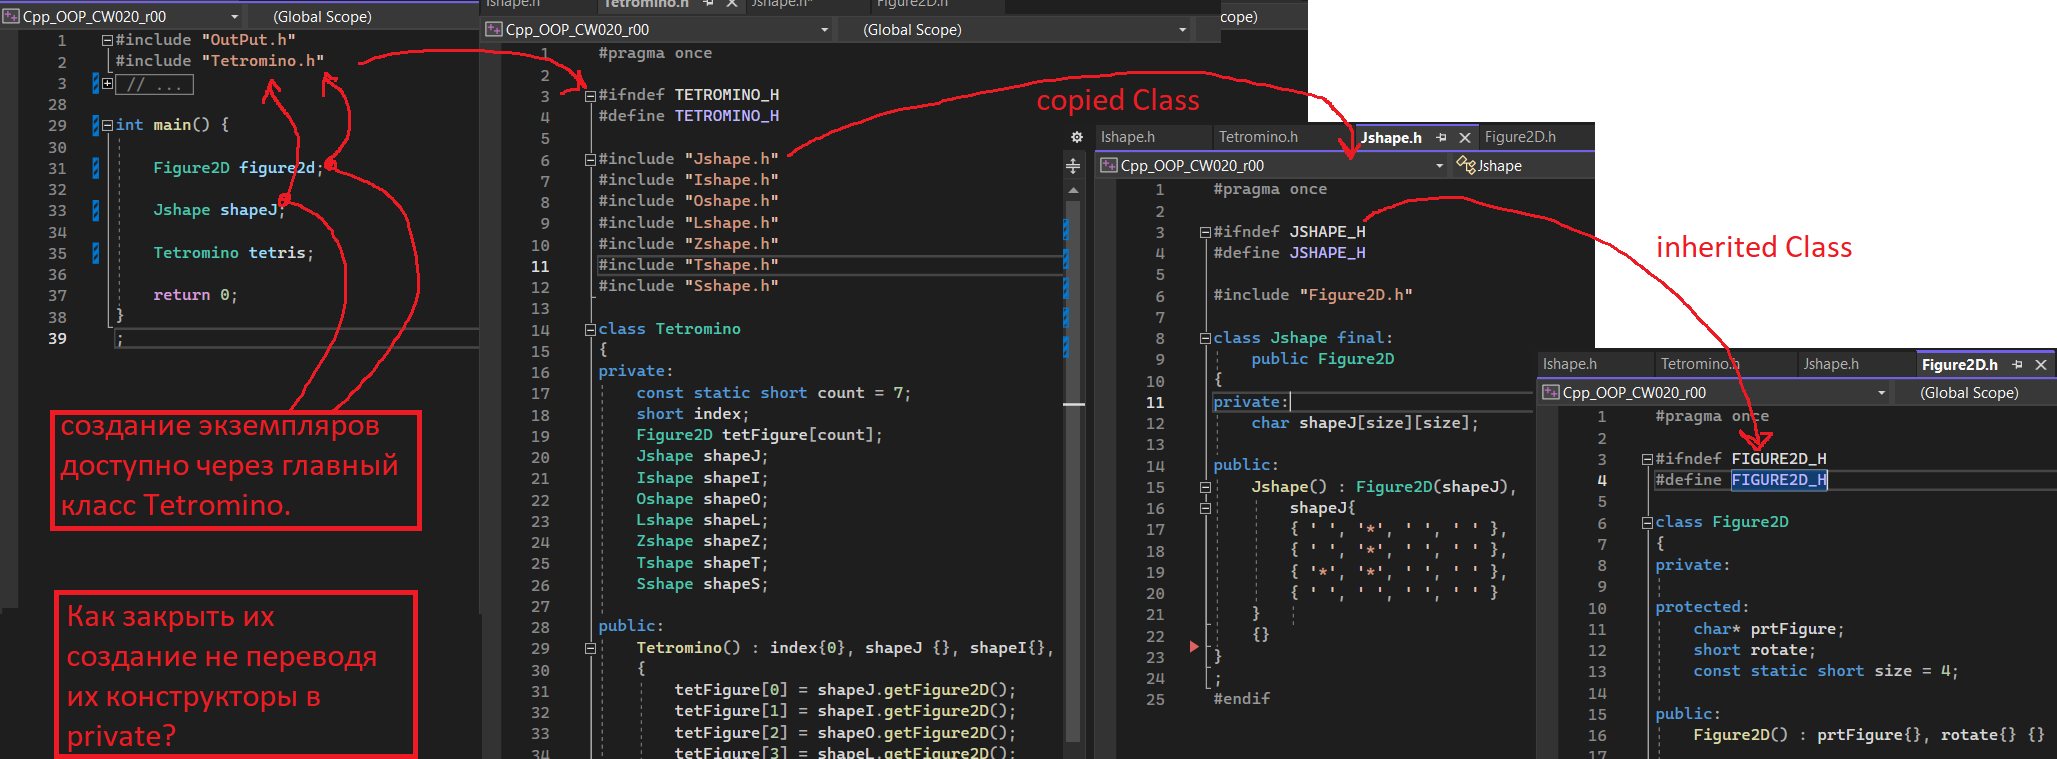 Cpp_OOP_CW020_r00 (Global Scope)
1 #include "OutPut.h"
2 #include "Tetromino.h"
3 // ...
28
29 int main() {
30
31 Figure2D figure2d;
32
33 Jshape shapeJ;
34
35 Tetromino tetris;
36
37 return 0;
38 }
39 ;
создание экземпляров
доступно через главный
класс Tetromino.
Как закрыть их
создание не переводя
их конструкторы в
private?
Ishape.h Tetromino.h Jshape.h* Figure2D.h
Cpp_OOP_CW020_r00 (Global Scope)
cope)
1 #pragma once
2
3 #ifndef TETROMINO_H
4 #define TETROMINO_H
5
6 #include "Jshape.h"
7 #include "Ishape.h"
8 #include "Oshape.h"
9 #include "Lshape.h"
10 #include "Zshape.h"
11 #include "Tshape.h"
12 #include "Sshape.h"
13
14 class Tetromino
15 {
16 private:
17 const static short count = 7;
18 short index;
19 Figure2D tetFigure[count];
20 Jshape shapeJ;
21 Ishape shapeI;
22 Oshape shapeO;
23 Lshape shapeL;
24 Zshape shapeZ;
25 Tshape shapeT;
26 Sshape shapeS;
27
28 public:
29 Tetromino() : index{0}, shapeJ {}, shapeI{},
30 {
31 tetFigure[0] = shapeJ.getFigure2D();
32 tetFigure[1] = shapeI.getFigure2D();
33 tetFigure[2] = shapeO.getFigure2D();
34 tetFigure[3] = shapeL.getFigure2D();
copied Class
Ishape.h Tetromino.h Jshape.h Figure2D.h
Cpp_OOP_CW020_r00 Jshape
1 #pragma once
2
3 #ifndef JSHAPE_H
4 #define JSHAPE_H
5
6 #include "Figure2D.h"
7
8 class Jshape final:
9 public Figure2D
10 {
11 private:
12 char shapeJ[size][size];
13
14 public:
15 Jshape() : Figure2D(shapeJ),
16 shapeJ{
17 { ' ', '*', ' ', ' ' },
18 { ' ', '*', ' ', ' ' },
19 { '*', '*', ' ', ' ' },
20 { ' ', ' ', ' ', ' ' }
21 }
22 {}
23 }
24 ;
25 #endif
inherited Class
Ishape.h Tetromino.h Jshape.h Figure2D.h
Cpp_OOP_CW020_r00 (Global Scope)
1 #pragma once
2
3 #ifndef FIGURE2D_H
4 #define FIGURE2D_H
5
6 class Figure2D
7 {
8 private:
9
10 protected:
11 char* prtFigure;
12 short rotate;
13 const static short size = 4;
14
15 public:
16 Figure2D() : prtFigure{}, rotate{} {}
17